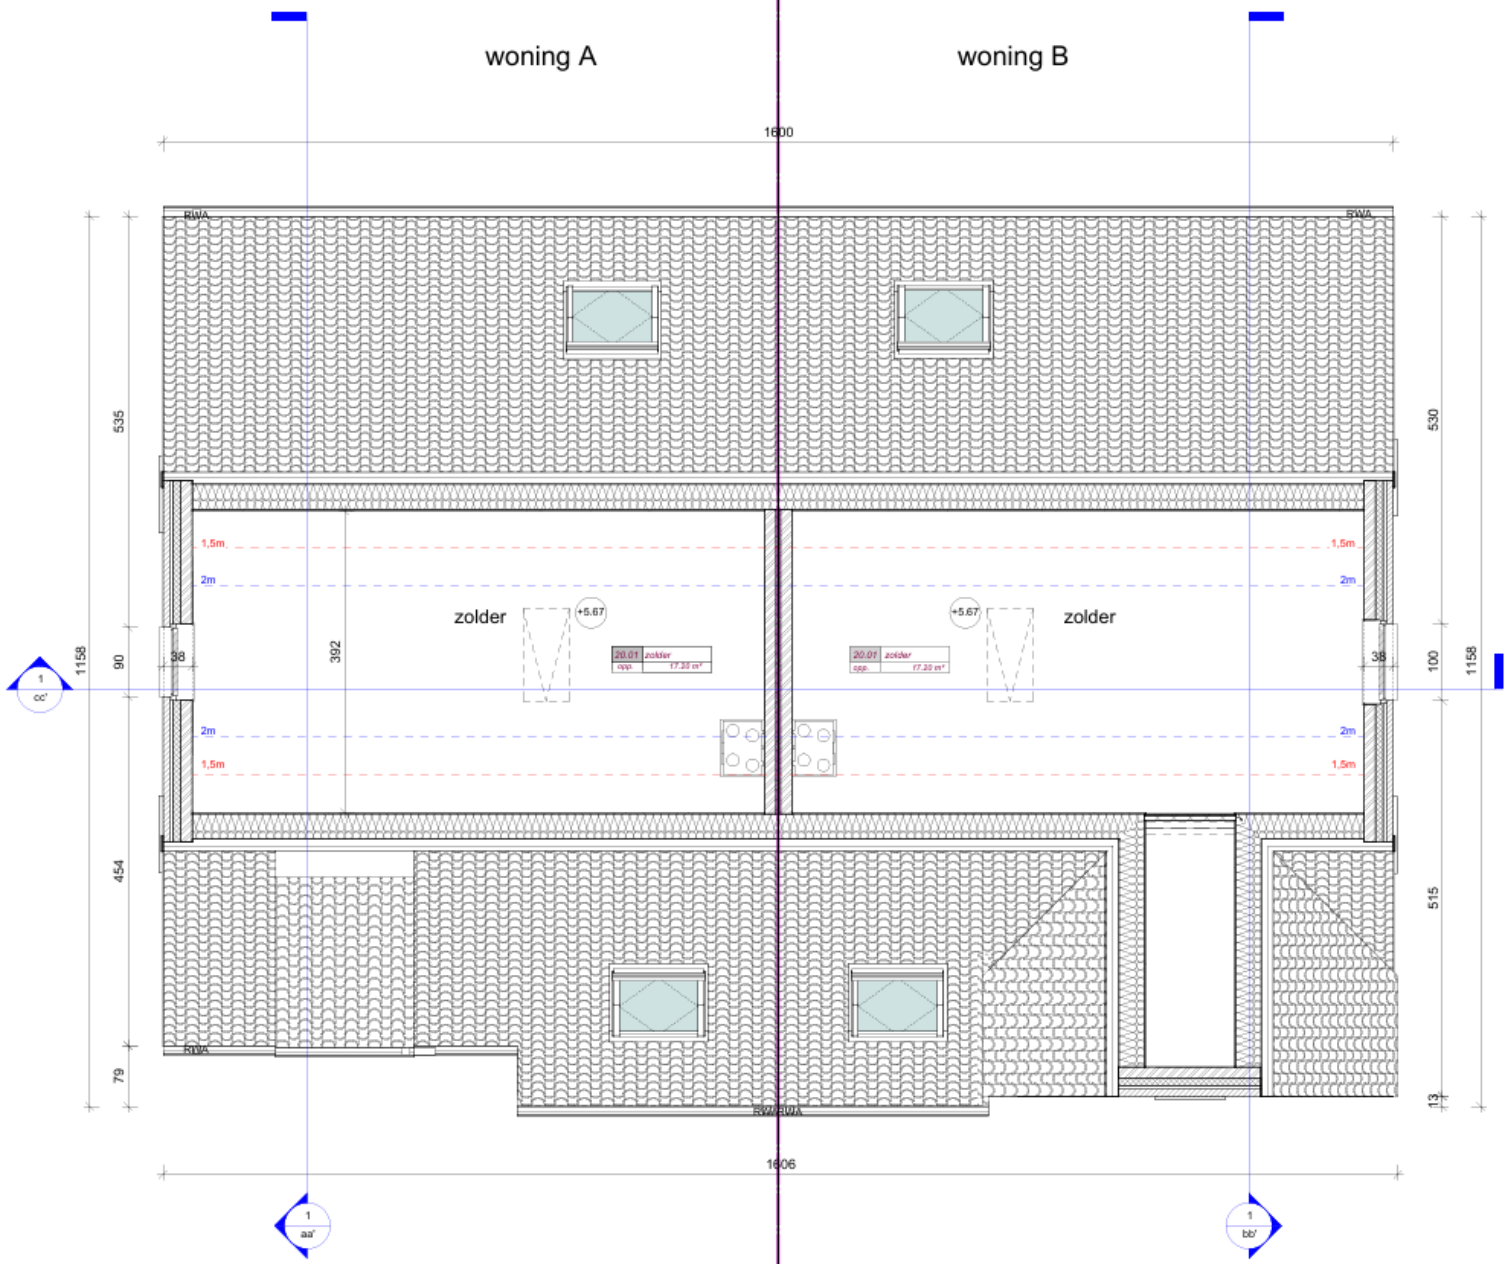 woning A
woning B
1600
RWA
RWA
535
530
1,5m
1,5m
2m
2m
zolder
+5.67
+5.67
zolder
392
20.01 zolder
opp. 17.20 m²
20.01 zolder
opp. 17.20 m²
38
38
90
1158
100
1158
1
cc'
2m
2m
1,5m
1,5m
454
515
RWA
79
RWA
RWA
13
1606
1
aa'
1
bb'